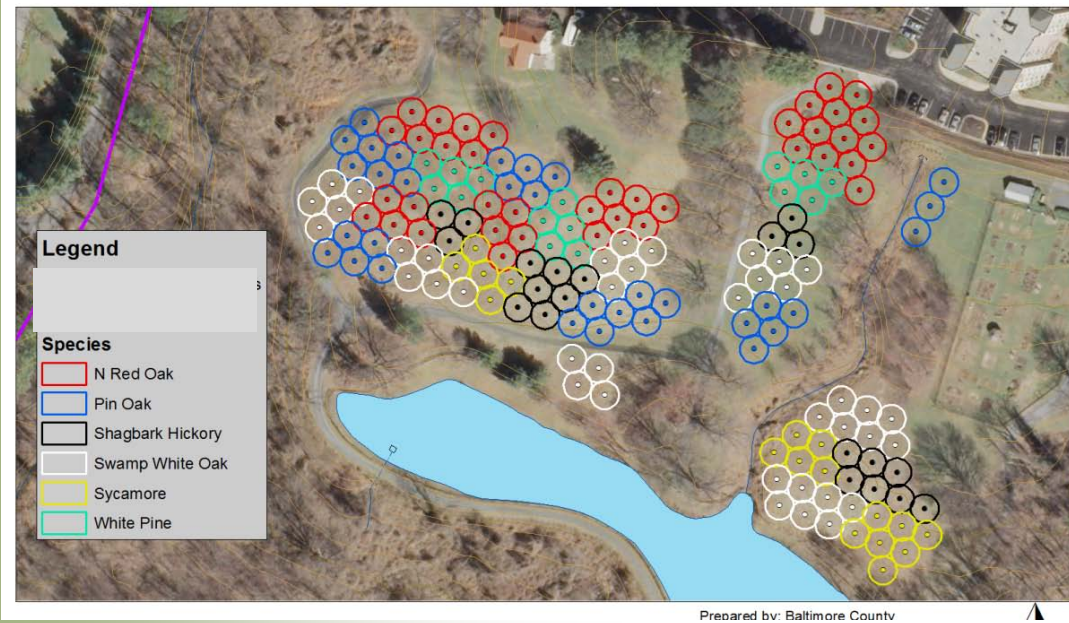 Legend
s
Species
N Red Oak
Pin Oak
Shagbark Hickory
Swamp White Oak
Sycamore
White Pine
Prepared by: Baltimore County